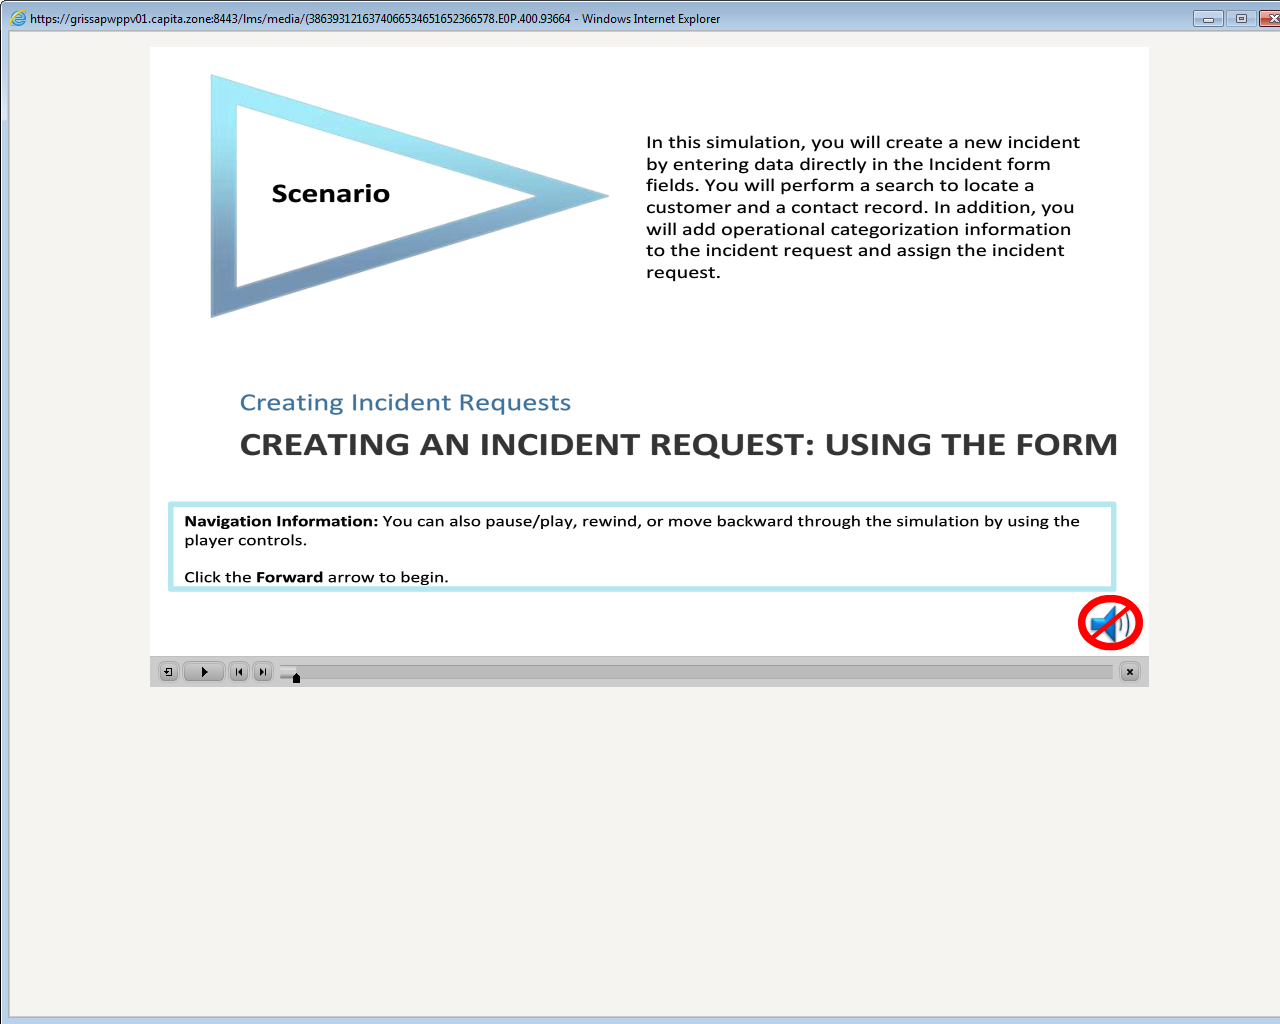 https://grissapwppv01.capita.zone:8443/lms/media/(3863931216374066534651652366578.E0P.400.93664 - Windows Internet Explorer
Scenario
In this simulation, you will create a new incident
by entering data directly in the Incident form
fields. You will perform a search to locate a
customer and a contact record. In addition, you
will add operational categorization information
to the incident request and assign the incident
request.
Creating Incident Requests
CREATING AN INCIDENT REQUEST: USING THE FORM
Navigation Information: You can also pause/play, rewind, or move backward through the simulation by using the
player controls.
Click the Forward arrow to begin.